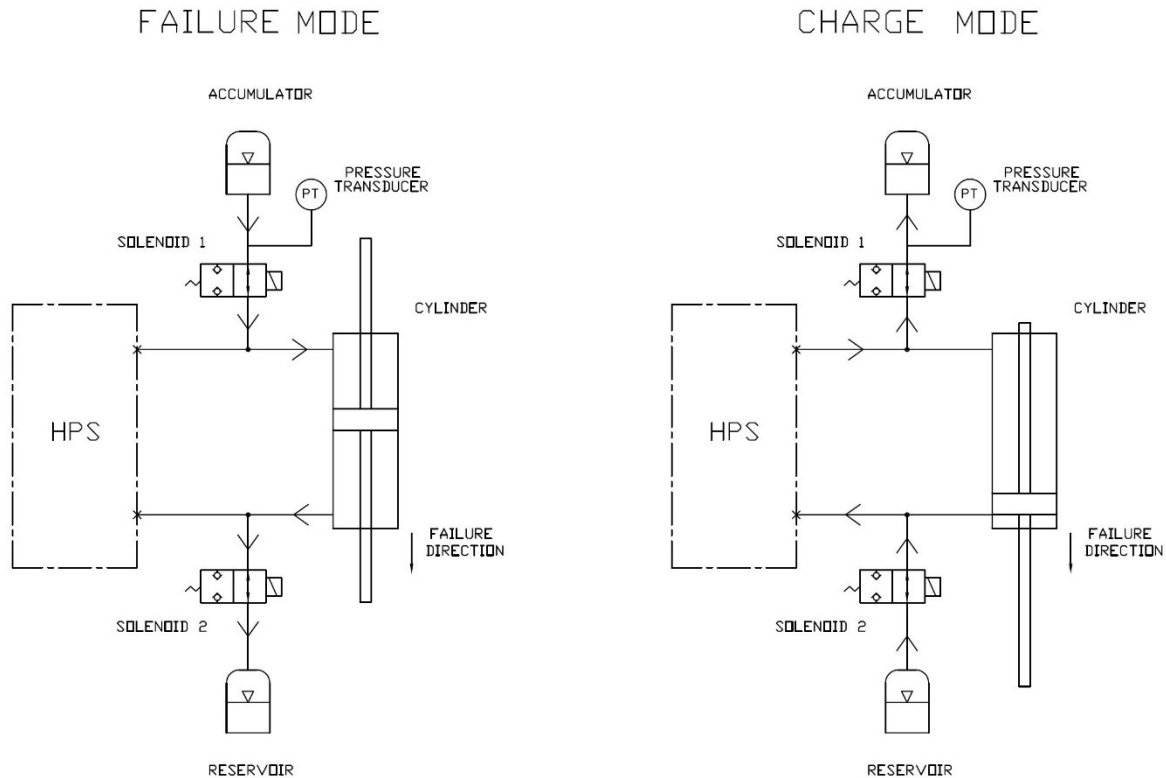 FAILURE MODE
ACCUMULATOR
PT
PRESSURE
TRANSDUCER
SOLENOID 1
CYLINDER
HPS
FAILURE
DIRECTION
SOLENOID 2
RESERVOIR
CHARGE MODE
ACCUMULATOR
PT
PRESSURE
TRANSDUCER
SOLENOID 1
CYLINDER
HPS
FAILURE
DIRECTION
SOLENOID 2
RESERVOIR